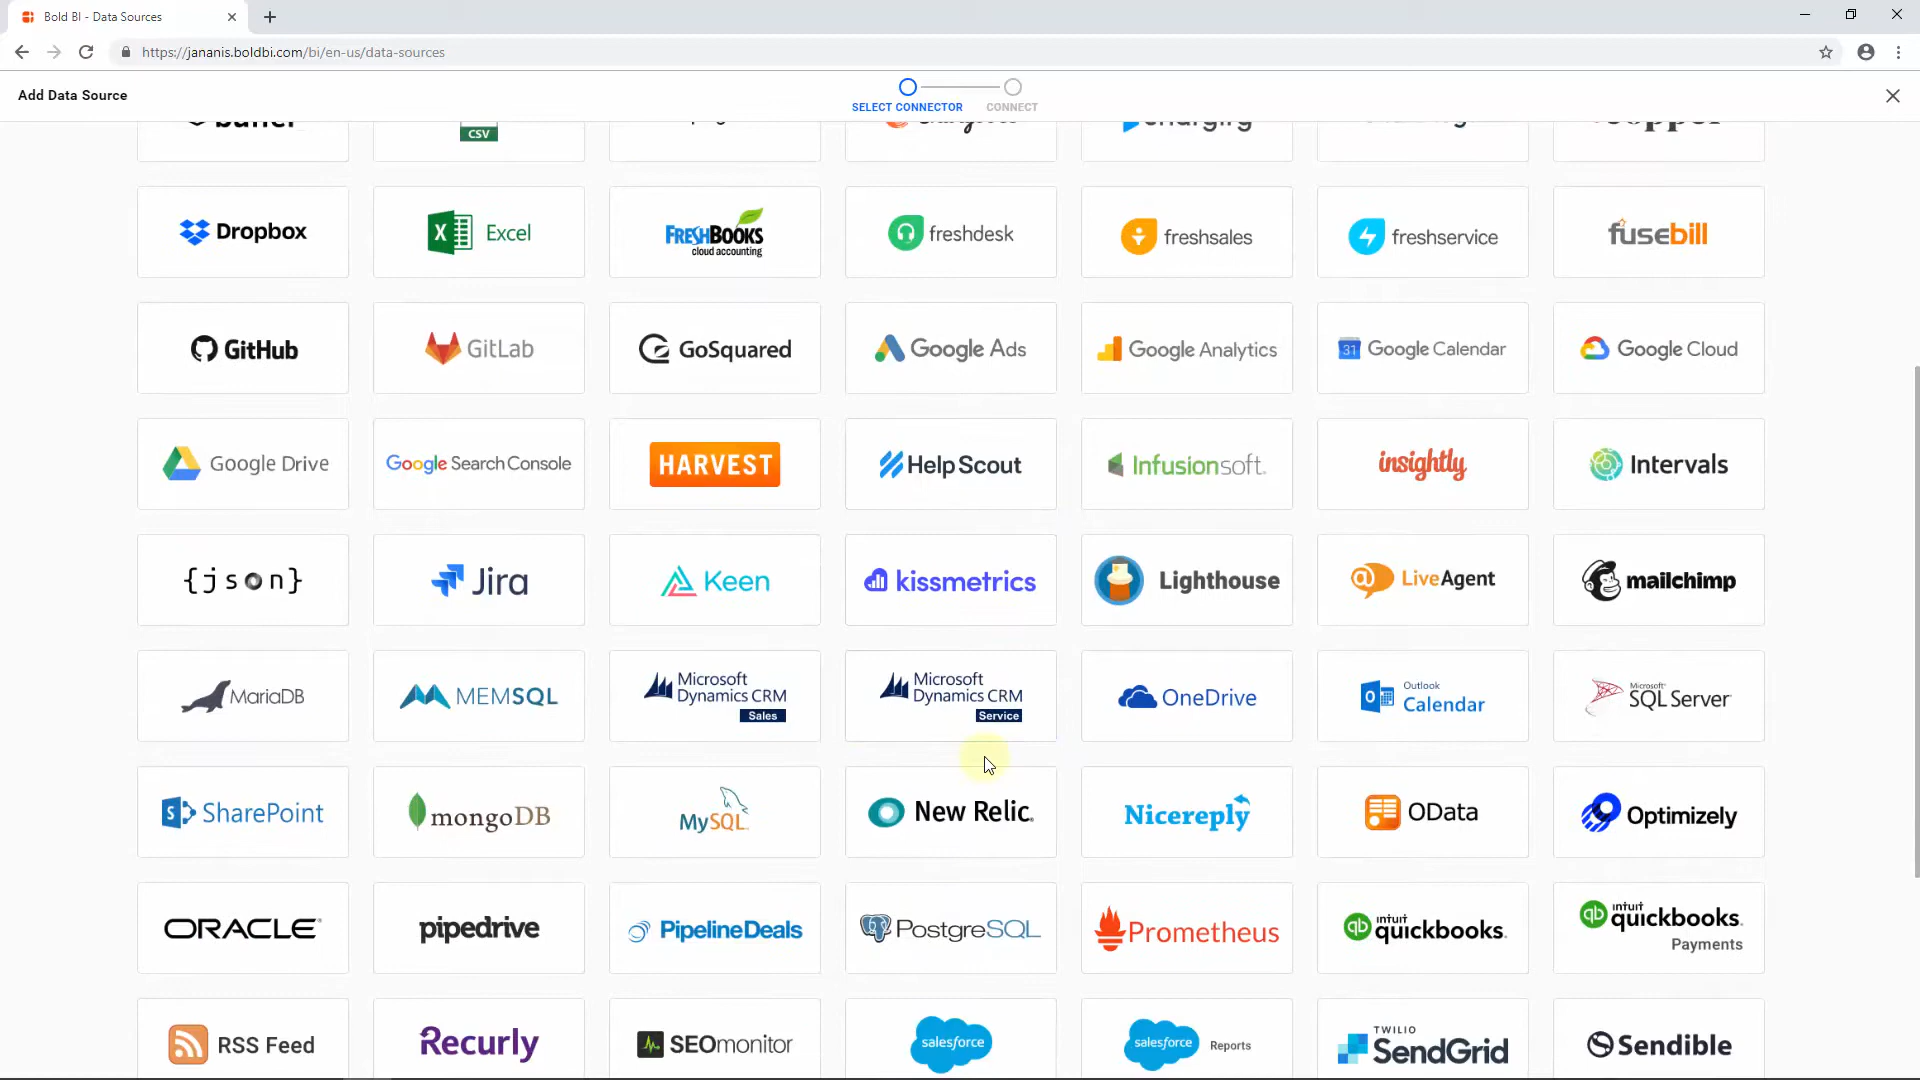 Bold BI - Data Sources
https://jananis.boldbi.com/bi/en-us/data-sources
Add Data Source
SELECT CONNECTOR
CONNECT
buffer
CSV
Dropbox
Excel
FRESHBOOKS
cloud accounting
freshdesk
freshsales
freshservice
fusebill
GitHub
GitLab
GoSquared
Google Ads
Google Analytics
31 Google Calendar
Google Cloud
Google Drive
Google Search Console
HARVEST
Help Scout
Infusionsoft.
insightly
Intervals
{json}
Jira
Keen
kissmetrics
Lighthouse
LiveAgent
mailchimp
MariaDB
MEMSQL
Microsoft
Dynamics CRM
Sales
Microsoft
Dynamics CRM
Service
OneDrive
Outlook
Calendar
Microsoft
SQL Server
SharePoint
mongoDB
MySQL
New Relic.
Nicereply
OData
Optimizely
ORACLE
pipedrive
PipelineDeals
PostgreSQL
Prometheus
qb intuit
quickbooks.
qb intuit
quickbooks.
Payments
RSS Feed
Recurly
SEOmonitor
salesforce
salesforce Reports
TWILIO
SendGrid
Sendible